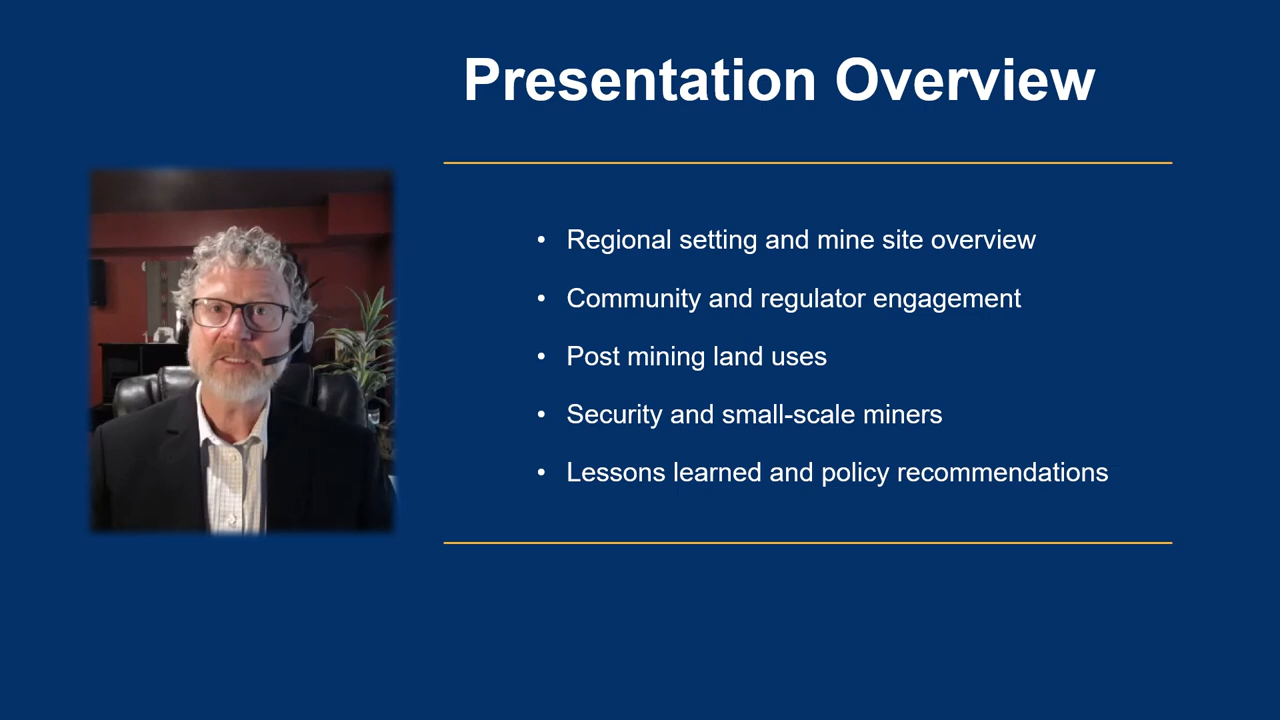 Presentation Overview
• Regional setting and mine site overview
• Community and regulator engagement
• Post mining land uses
• Security and small-scale miners
• Lessons learned and policy recommendations